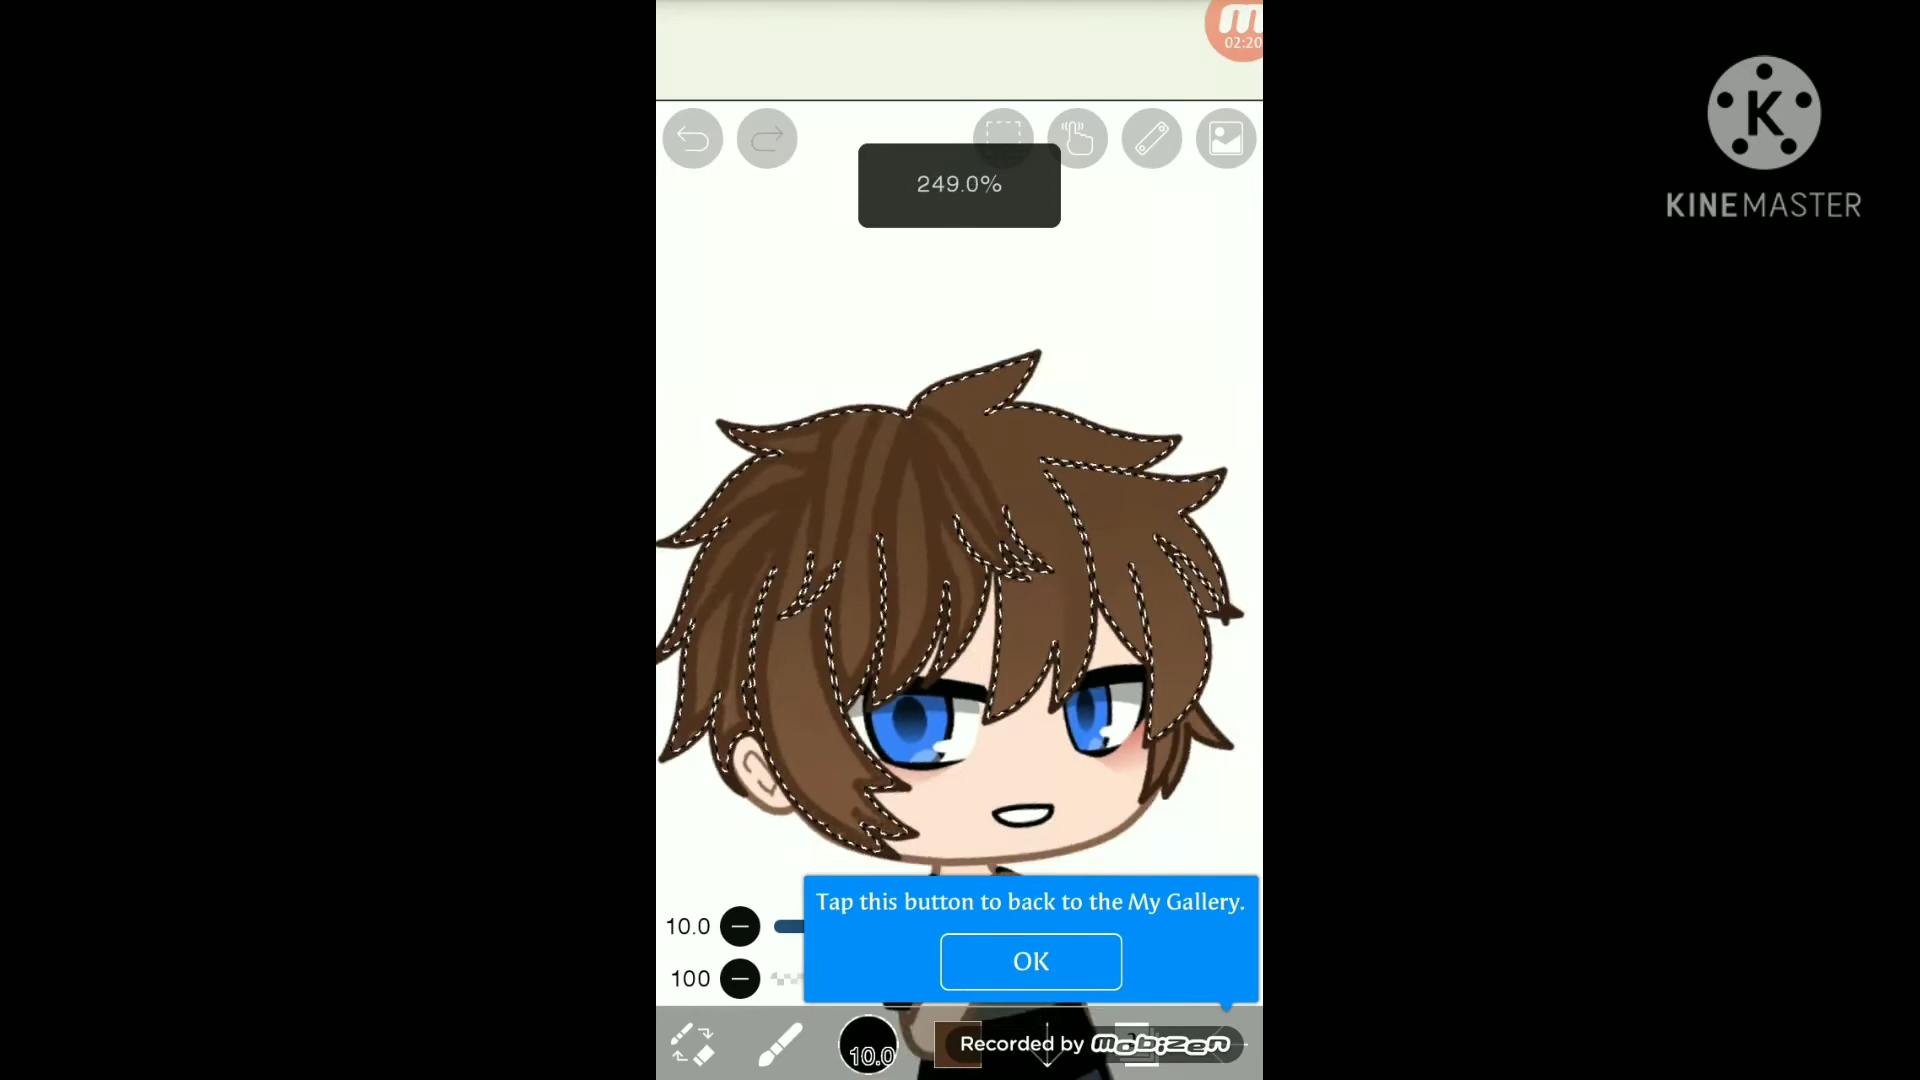 02:20
K
KINEMASTER
249.0%
Tap this button to back to the My Gallery.
10.0
OK
100
10.0
Recorded by mobizen